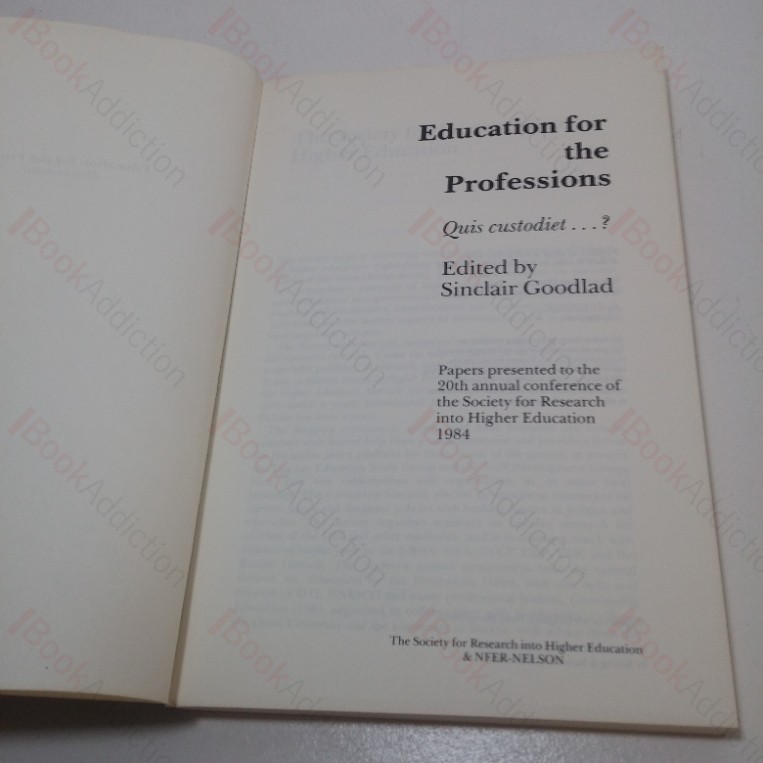 Education for
the
Professions
Quis custodiet . . . ?
Edited by
Sinclair Goodlad
Papers presented to the
20th annual conference of
the Society for Research
into Higher Education
1984
The Society for Research into Higher Education
& NFER-NELSON
BookAddiction